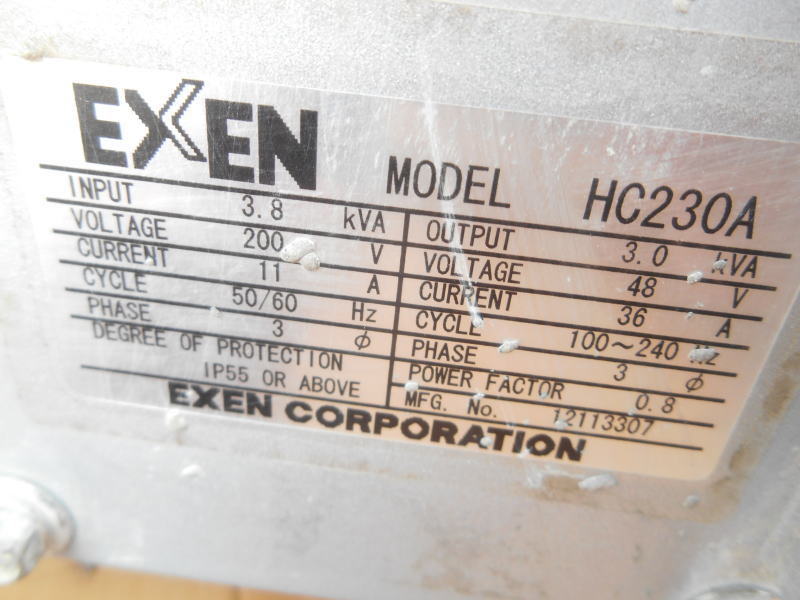 EXEN MODEL HC230A
INPUT 3.8 kVA
VOLTAGE 200 V
CURRENT 11 A
CYCLE 50/60 Hz
PHASE 3 φ
DEGREE OF PROTECTION
IP55 OR ABOVE
OUTPUT 3.0 kVA
VOLTAGE 48 V
CURRENT 36 A
CYCLE 100～240 Hz
PHASE 3 φ
POWER FACTOR 0.8
MFG. No. 12113307
EXEN CORPORATION